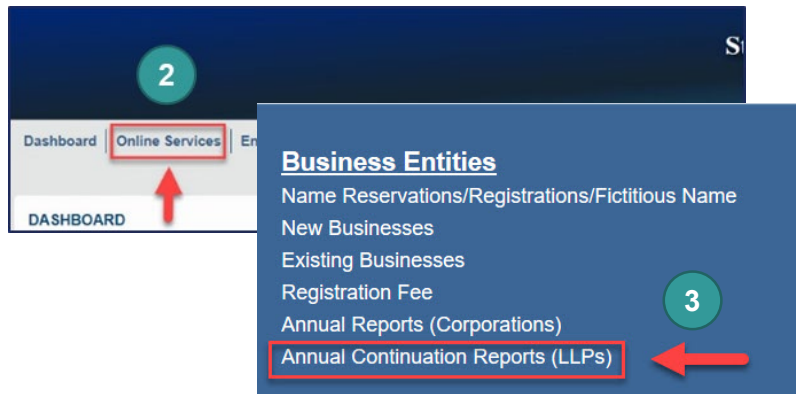 2
Dashboard | Online Services
DASHBOARD
Business Entities
Name Reservations/Registrations/Fictitious Name
New Businesses
Existing Businesses
Registration Fee
3
Annual Reports (Corporations)
Annual Continuation Reports (LLPs)